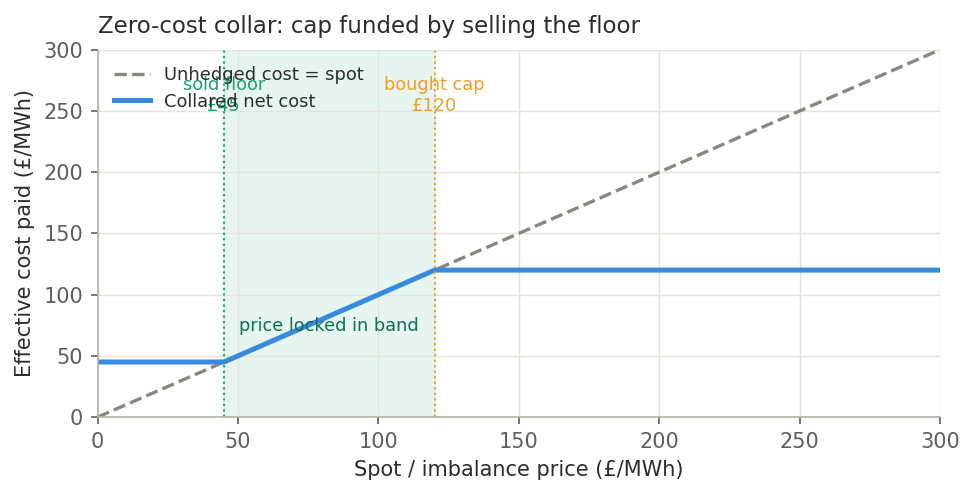 Zero-cost collar: cap funded by selling the floor
Unhedged cost = spot
Collared net cost
sold floor
£45
bought cap
£120
price locked in band
Effective cost paid (£/MWh)
300
250
200
150
100
50
0
0 50 100 150 200 250 300
Spot / imbalance price (£/MWh)